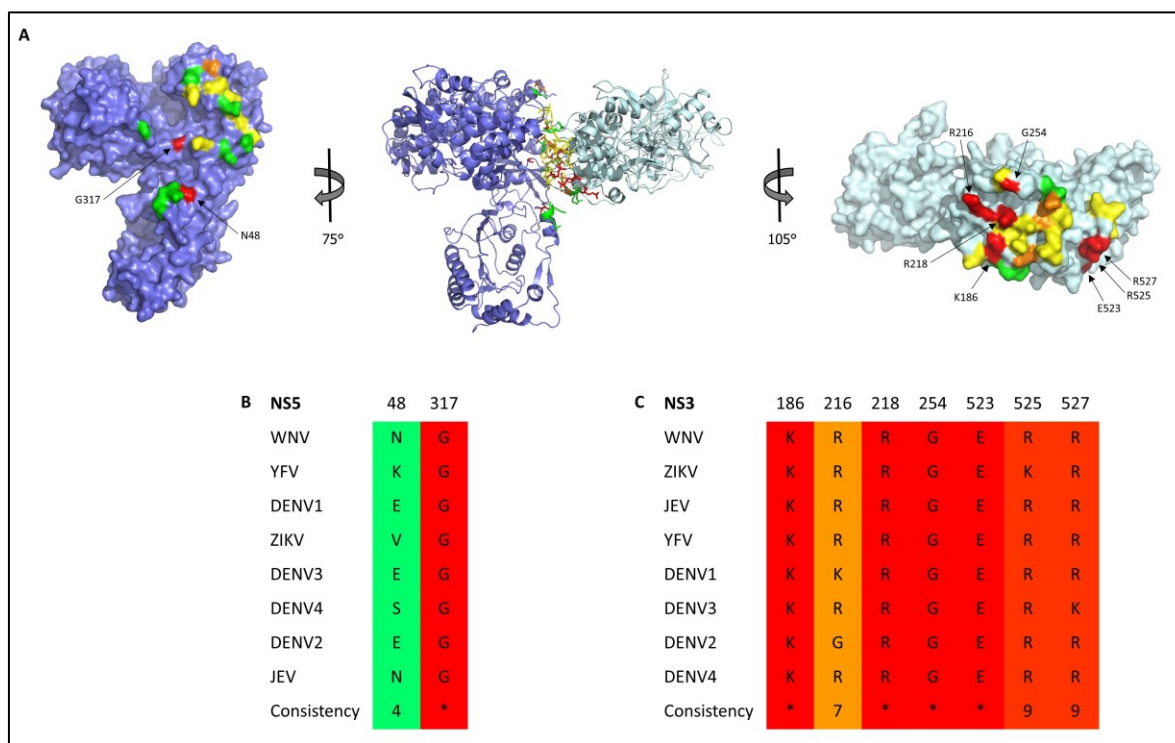 A
G317
N48
75°
105°
R216
G254
R218
K186
R527
R525
E523
B NS5 48 317
WNV N G
YFV K G
DENV1 E G
ZIKV V G
DENV3 E G
DENV4 S G
DENV2 E G
JEV N G
Consistency 4 *
C NS3 186 216 218 254 523 525 527
WNV K R R G E R R
ZIKV K R R G E K R
JEV K R R G E R R
YFV K R R G E R R
DENV1 K K R G E R R
DENV3 K R R G E R K
DENV2 K G R G E R R
DENV4 K R R G E R R
Consistency * 7 * * * 9 9